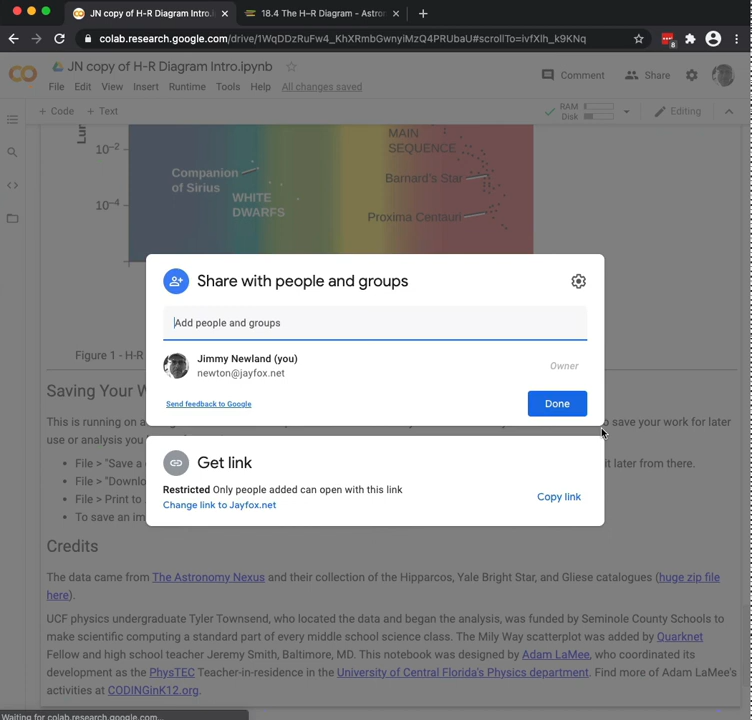 JN copy of H-R Diagram Intro.i
18.4 The H-R Diagram - Astro
colab.research.google.com/drive/1WqDDzRuFw4_KhXRmbGwnyiMzQ4PRUbaU#scrollTo=ivfXlh_k9KNq
8
JN copy of H-R Diagram Intro.ipynb
Comment
Share
File Edit View Insert Runtime Tools Help All changes saved
+ Code + Text
RAM
Disk
Editing
Lu
10⁻²
MAIN
SEQUENCE
Companion
of Sirius
Barnard's Star
WHITE
DWARFS
10⁻⁴
Proxima Centauri
Share with people and groups
Add people and groups
Figure 1 - H-R
Jimmy Newland (you)
newton@jayfox.net
Owner
Saving Your W
Send feedback to Google
Done
This is running on a
o save your work for later
use or analysis you
Get link
File > "Save a
it later from there.
File > "Downlo
Restricted Only people added can open with this link
Copy link
File > Print to
Change link to Jayfox.net
To save an im
Credits
The data came from The Astronomy Nexus and their collection of the Hipparcos, Yale Bright Star, and Gliese catalogues (huge zip file
here).
UCF physics undergraduate Tyler Townsend, who located the data and began the analysis, was funded by Seminole County Schools to
make scientific computing a standard part of every middle school science class. The Mily Way scatterplot was added by Quarknet
Fellow and high school teacher Jeremy Smith, Baltimore, MD. This notebook was designed by Adam LaMee, who coordinated its
development as the PhysTEC Teacher-in-residence in the University of Central Florida's Physics department. Find more of Adam LaMee's
activities at CODINGinK12.org.
Waiting for colab.research.google.com...